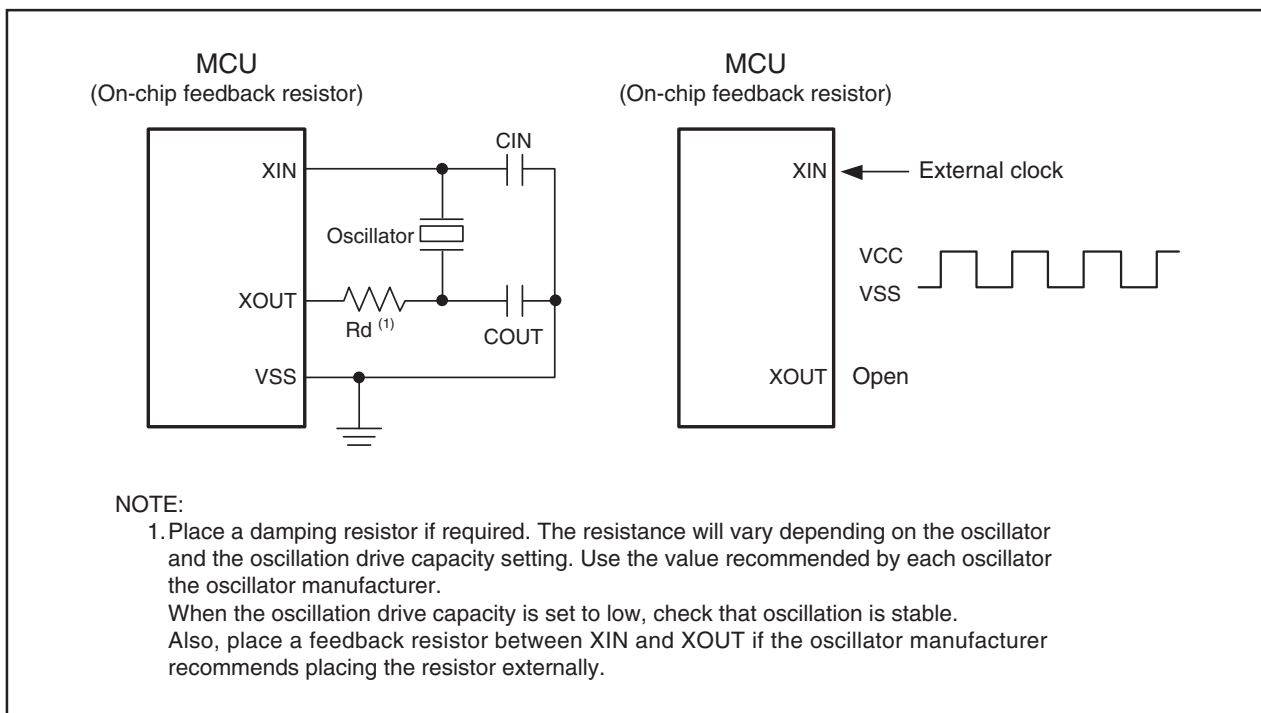 MCU
(On-chip feedback resistor)
XIN
CIN
Oscillator
XOUT
Rd (1)
COUT
VSS
MCU
(On-chip feedback resistor)
XIN
External clock
VCC
VSS
XOUT
Open
NOTE:
1. Place a damping resistor if required. The resistance will vary depending on the oscillator
and the oscillation drive capacity setting. Use the value recommended by each oscillator
the oscillator manufacturer.
When the oscillation drive capacity is set to low, check that oscillation is stable.
Also, place a feedback resistor between XIN and XOUT if the oscillator manufacturer
recommends placing the resistor externally.